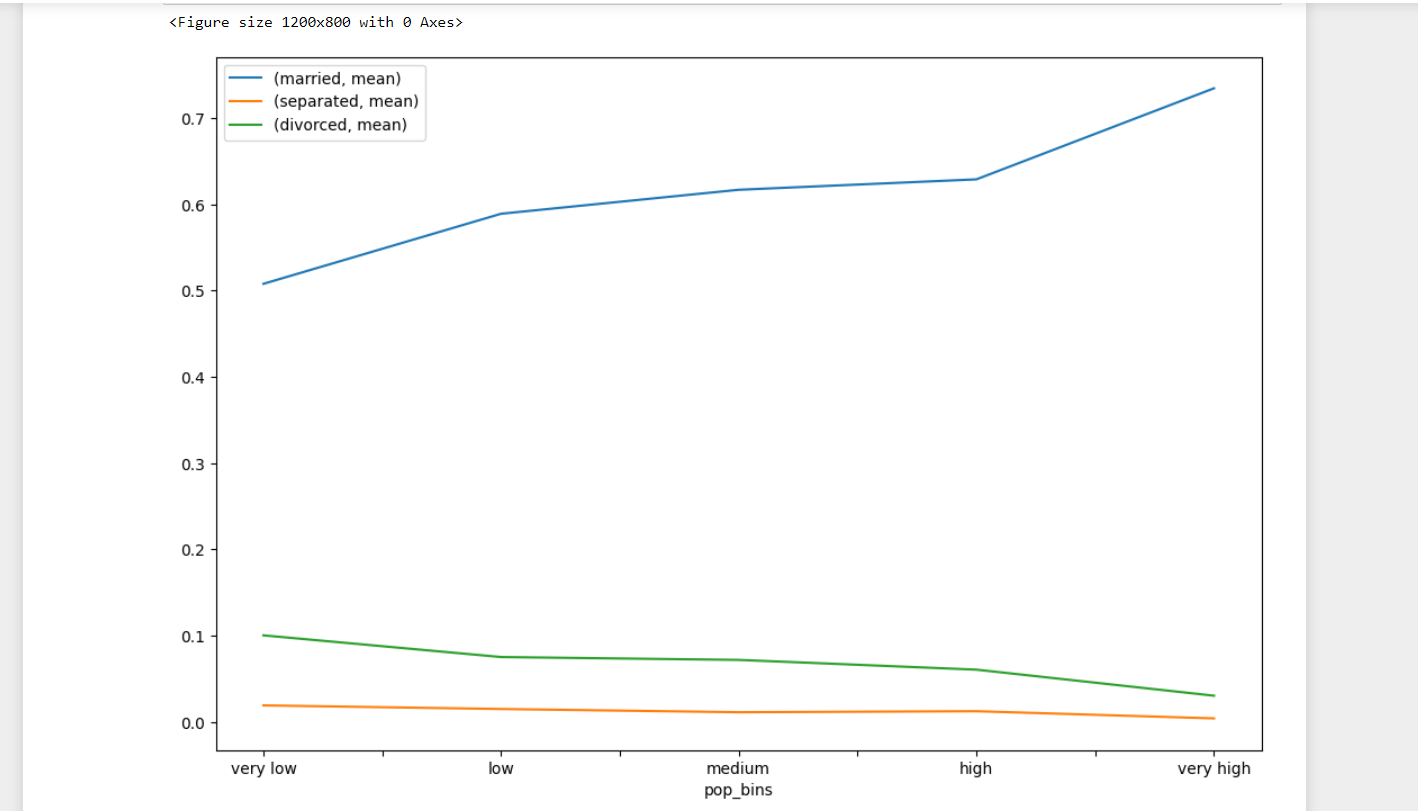 <Figure size 1200x800 with 0 Axes>
(married, mean)
(separated, mean)
(divorced, mean)
0.7
0.6
0.5
0.4
0.3
0.2
0.1
0.0
very low low medium high very high
pop_bins